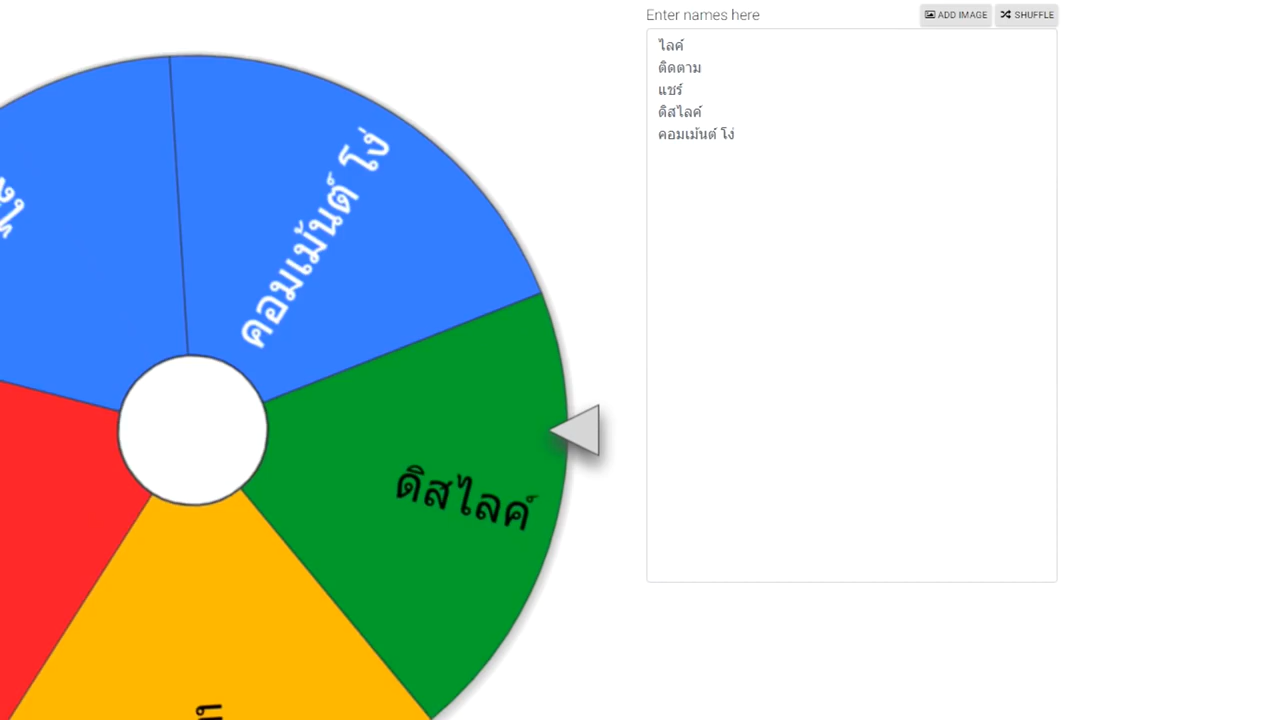 Enter names here
ADD IMAGE
SHUFFLE
ไลค์
ติดตาม
แชร์
ดิสไลค์
คอมเม้นต์ โง่
คอมเม้นต์ โง่
ดิสไลค์